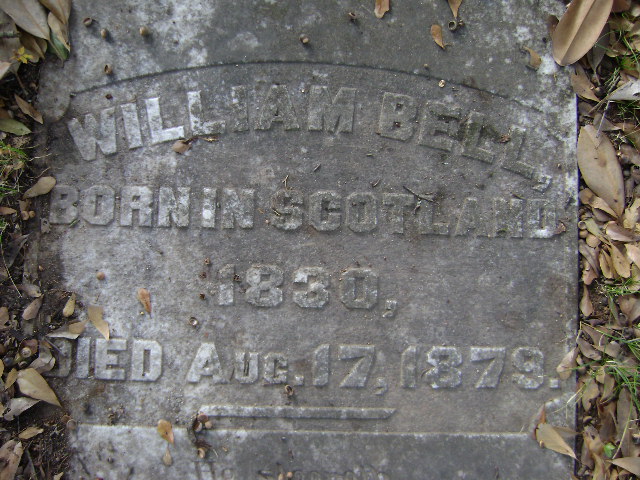 WILLIAM BELL,
BORN IN SCOTLAND
1830,
DIED AUG. 17, 1879.